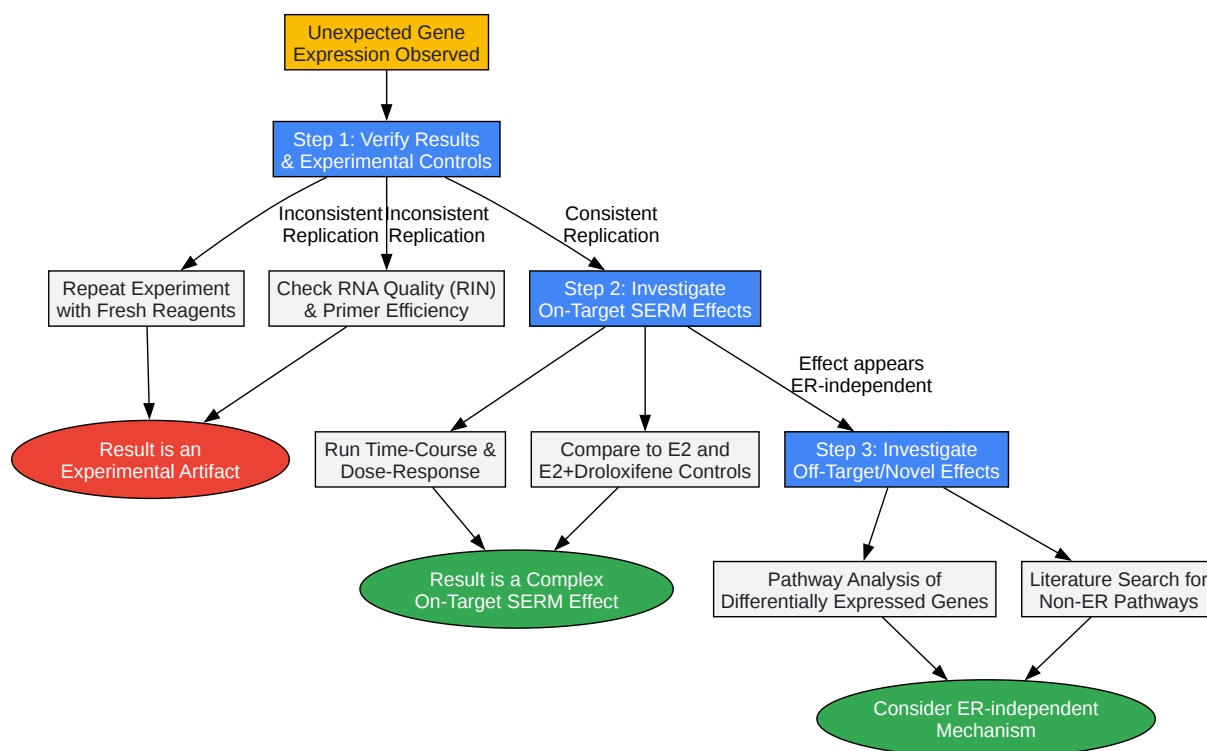 Unexpected Gene
Expression Observed
Step 1: Verify Results
& Experimental Controls
Inconsistent
Replication
Inconsistent
Replication
Consistent
Replication
Repeat Experiment
with Fresh Reagents
Check RNA Quality (RIN)
& Primer Efficiency
Step 2: Investigate
On-Target SERM Effects
Effect appears
ER-independent
Result is an
Experimental Artifact
Run Time-Course &
Dose-Response
Compare to E2 and
E2+Droloxifene Controls
Step 3: Investigate
Off-Target/Novel Effects
Result is a Complex
On-Target SERM Effect
Pathway Analysis of
Differentially Expressed Genes
Literature Search for
Non-ER Pathways
Consider ER-independent
Mechanism